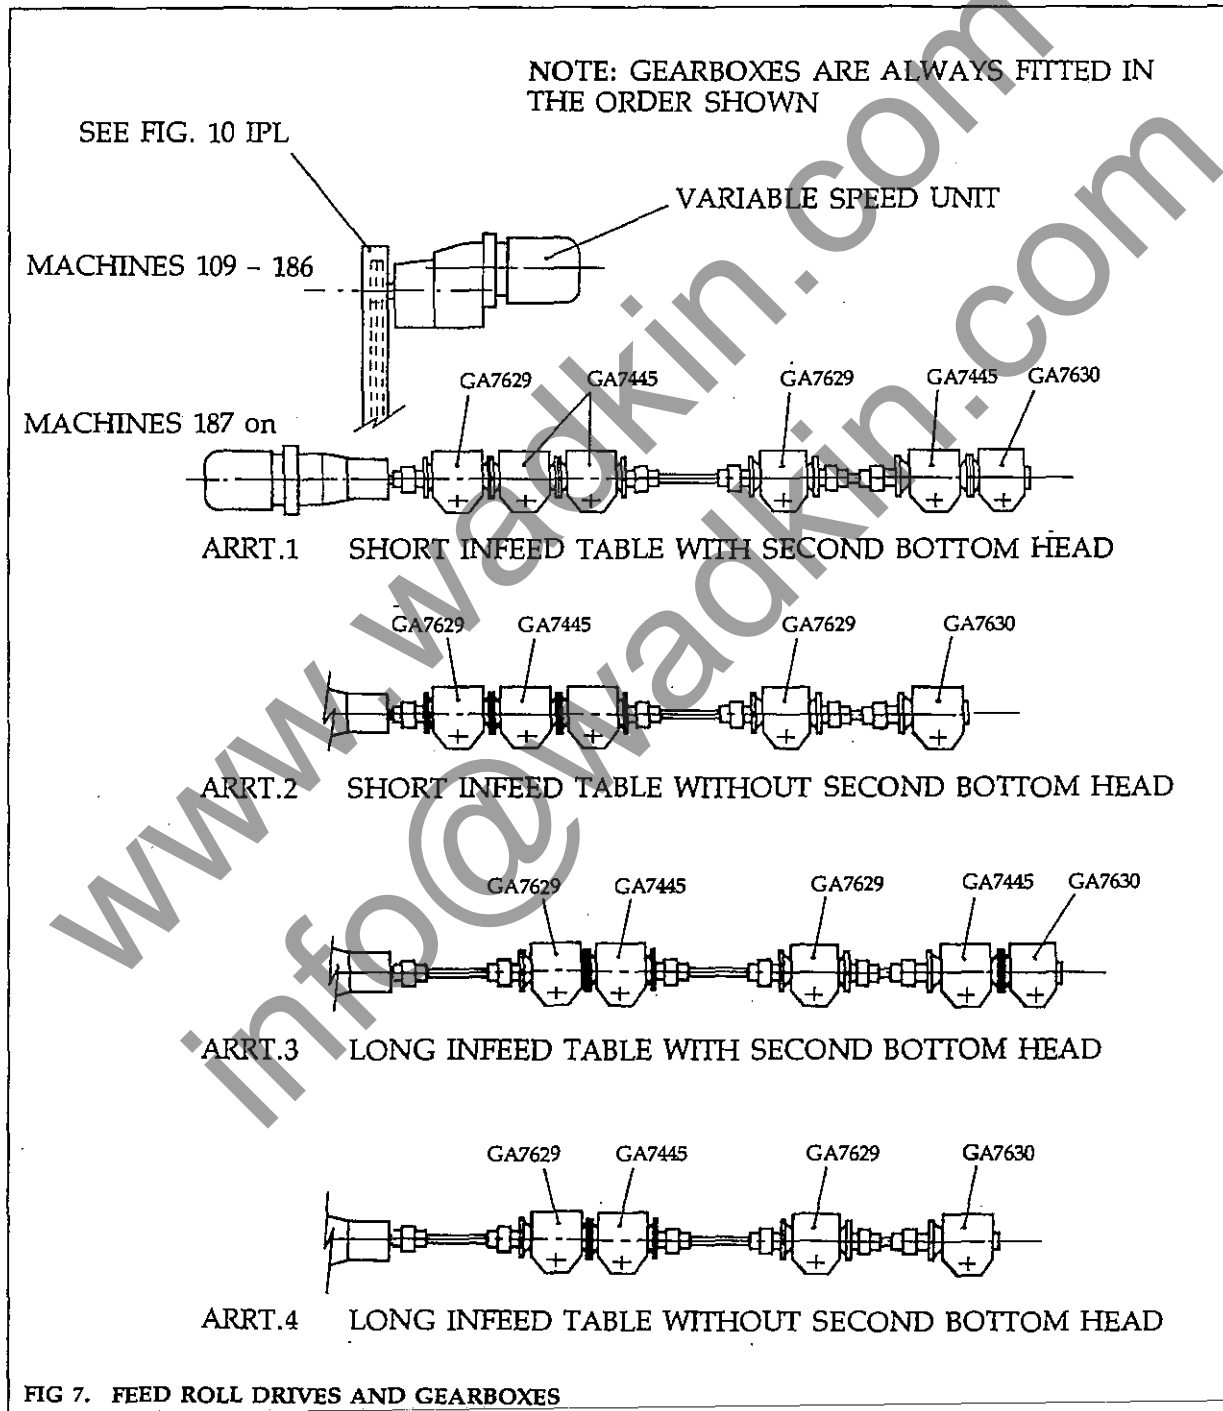 NOTE: GEARBOXES ARE ALWAYS FITTED IN
THE ORDER SHOWN
SEE FIG. 10 IPL
VARIABLE SPEED UNIT
MACHINES 109 – 186
MACHINES 187 on
GA7629 GA7445 GA7629 GA7445 GA7630
ARRT.1 SHORT INFEED TABLE WITH SECOND BOTTOM HEAD
GA7629 GA7445 GA7629 GA7630
ARRT.2 SHORT INFEED TABLE WITHOUT SECOND BOTTOM HEAD
GA7629 GA7445 GA7629 GA7445 GA7630
ARRT.3 LONG INFEED TABLE WITH SECOND BOTTOM HEAD
GA7629 GA7445 GA7629 GA7630
ARRT.4 LONG INFEED TABLE WITHOUT SECOND BOTTOM HEAD
FIG 7. FEED ROLL DRIVES AND GEARBOXES
www.wadkin.com
info@wadkin.com